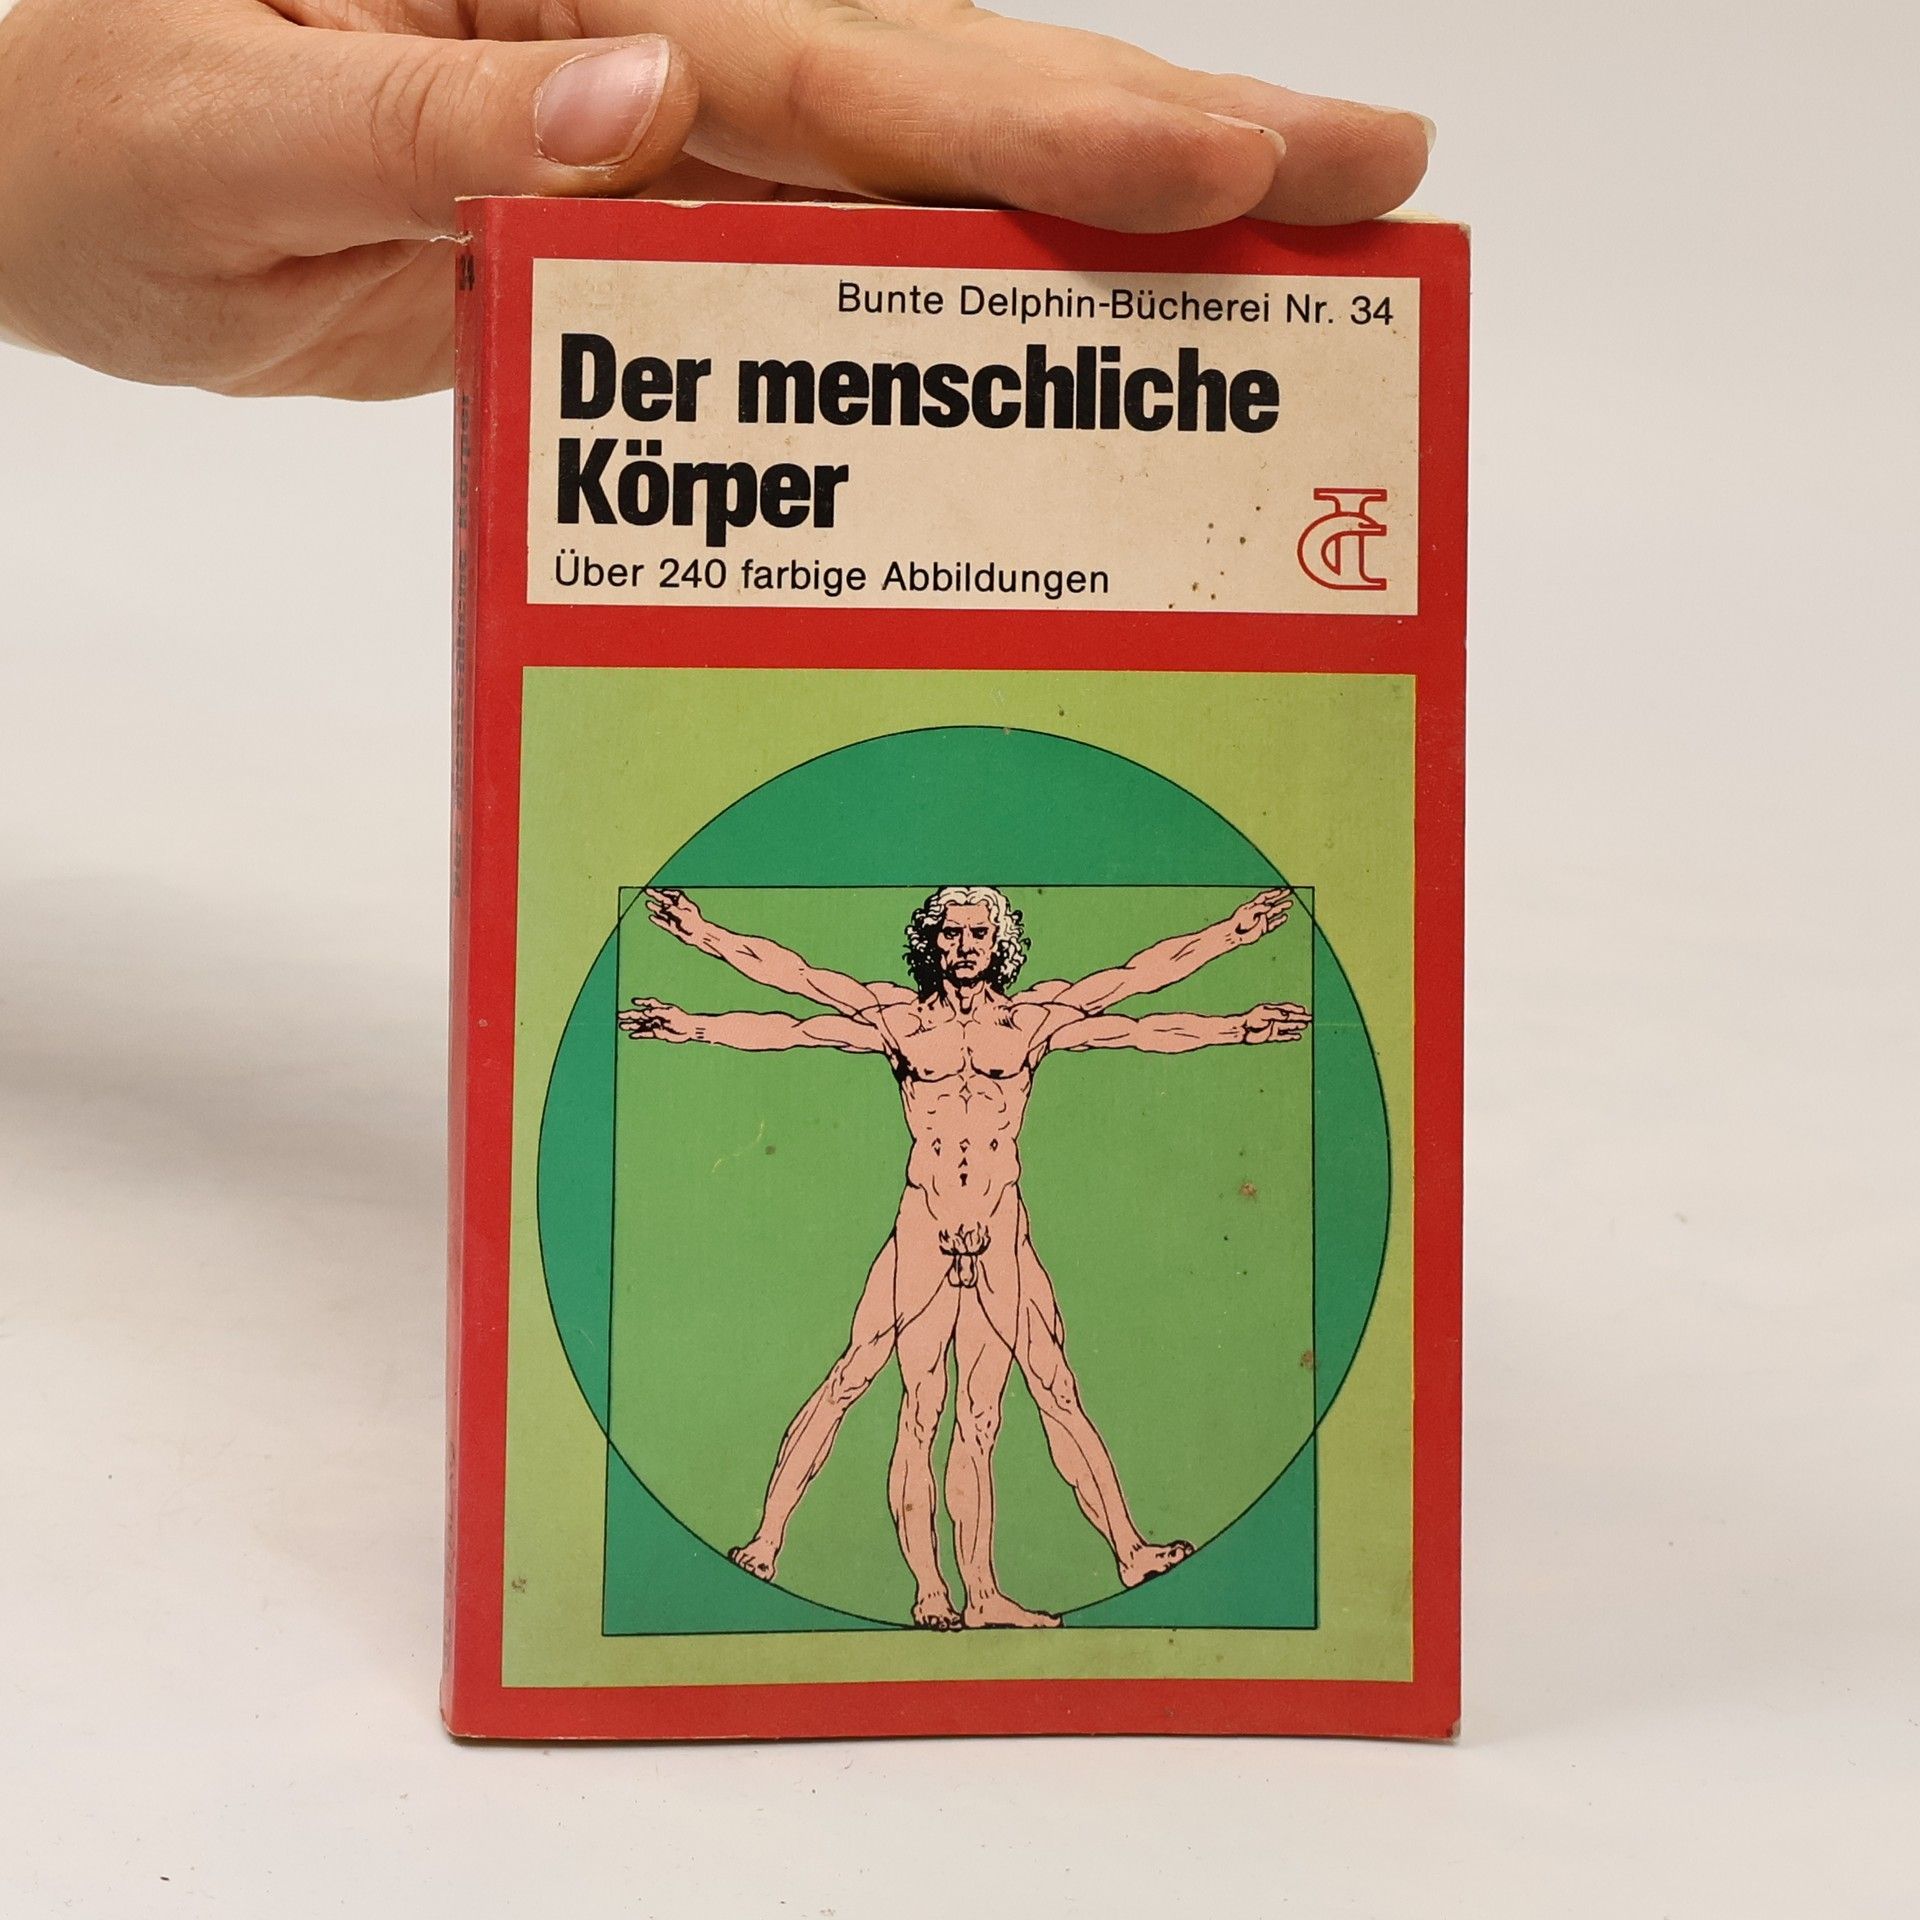 Bunte Delphin-Bücherei Nr. 34
Der menschliche
Körper
Über 240 farbige Abbildungen